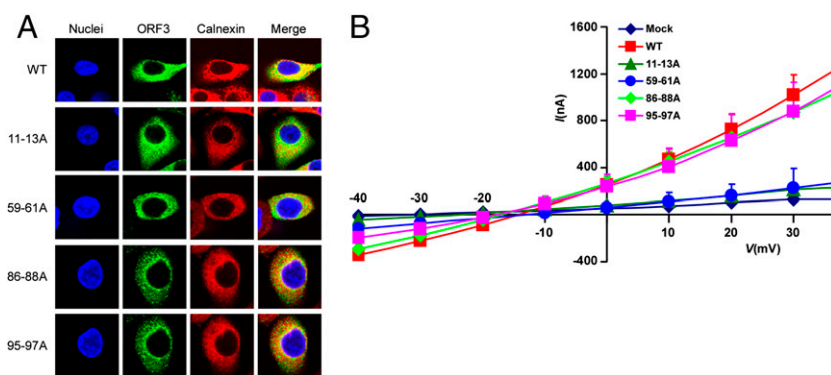 A
Nuclei ORF3 Calnexin Merge
WT
11-13A
59-61A
86-88A
95-97A
B
Mock
WT
11-13A
59-61A
86-88A
95-97A
I(nA)
1600
1200
800
400
-400
-40 -30 -20 -10 0 10 20 30
V(mV)